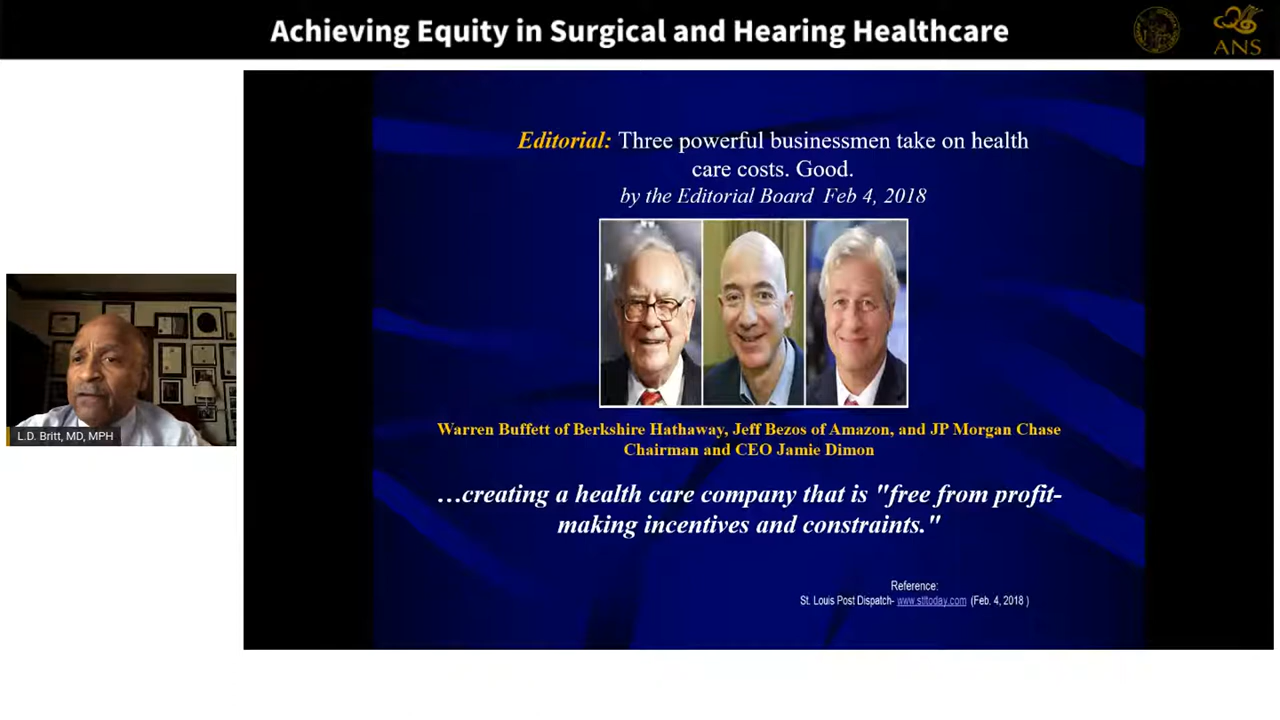 Achieving Equity in Surgical and Hearing Healthcare
ANS
Editorial: Three powerful businessmen take on health
care costs. Good.
by the Editorial Board Feb 4, 2018
L.D. Britt, MD, MPH
Warren Buffett of Berkshire Hathaway, Jeff Bezos of Amazon, and JP Morgan Chase
Chairman and CEO Jamie Dimon
…creating a health care company that is "free from profit-
making incentives and constraints."
Reference:
St. Louis Post Dispatch- www.stltoday.com (Feb. 4, 2018 )